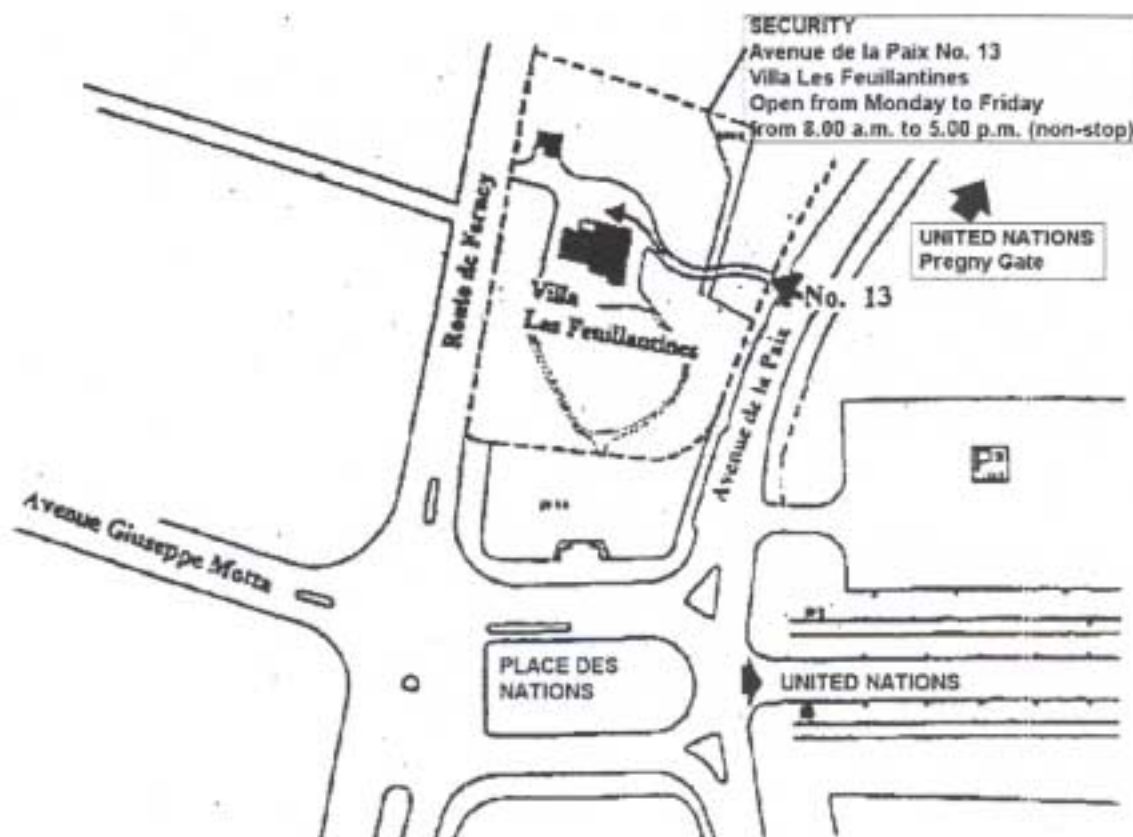 SECURITY
Avenue de la Paix No. 13
Villa Les Feuillantines
Open from Monday to Friday
from 8.00 a.m. to 5.00 p.m. (non-stop)
UNITED NATIONS
Pregny Gate
No. 13
Route de Ferney
Villa
Les Feuillantines
Avenue de la Paix
Avenue Giuseppe Motta
PLACE DES
NATIONS
UNITED NATIONS